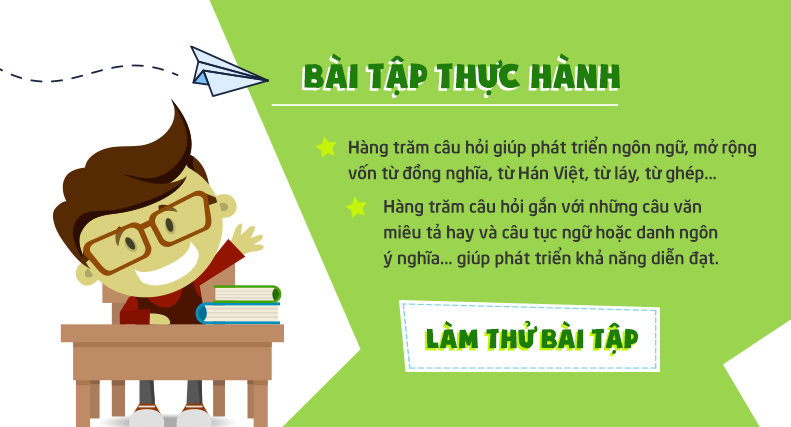 BÀI TẬP THỰC HÀNH
Hàng trăm câu hỏi giúp phát triển ngôn ngữ, mở rộng
vốn từ đồng nghĩa, từ Hán Việt, từ láy, từ ghép...
Hàng trăm câu hỏi gắn với những câu văn
miêu tả hay và câu tục ngữ hoặc danh ngôn
ý nghĩa... giúp phát triển khả năng diễn đạt.
LÀM THỬ BÀI TẬP